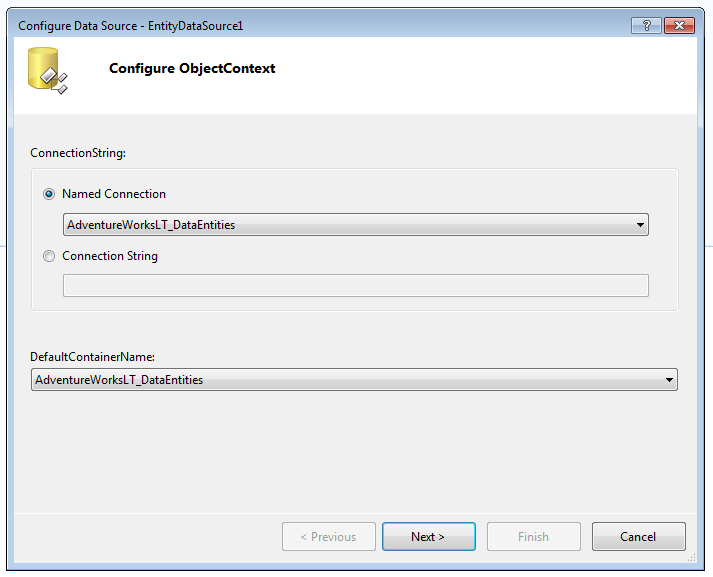 Configure Data Source - EntityDataSource1
?
Configure ObjectContext
ConnectionString:
Named Connection
AdventureWorksLT_DataEntities
Connection String
DefaultContainerName:
AdventureWorksLT_DataEntities
< Previous Next > Finish Cancel